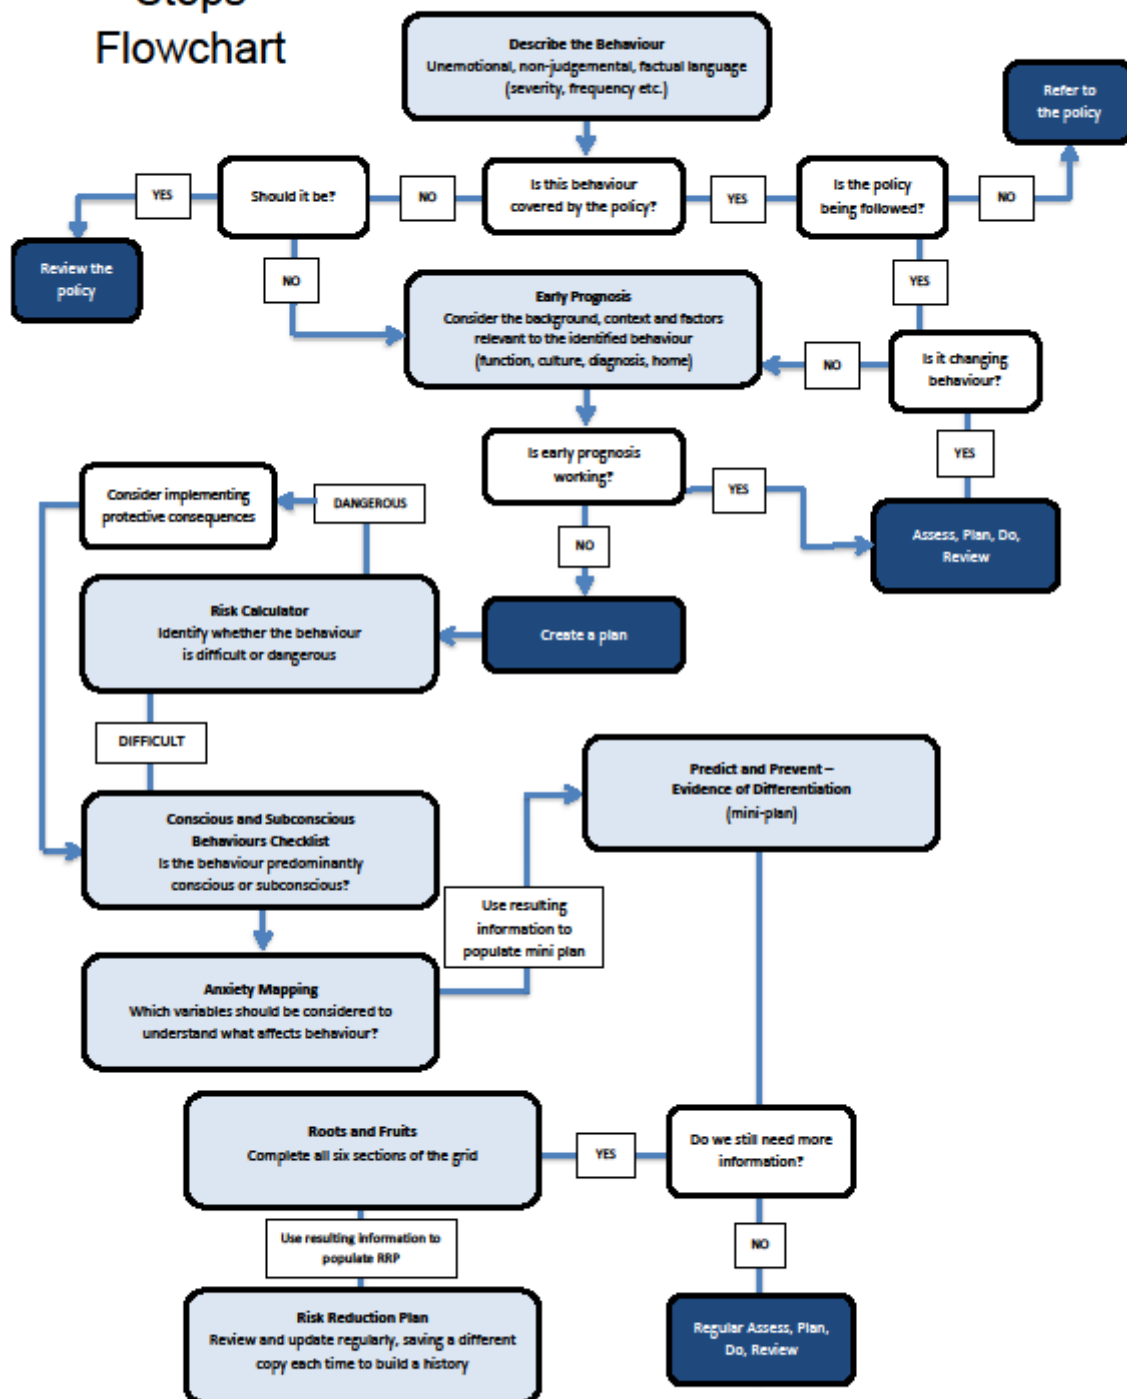 Steps
Flowchart
Describe the Behaviour
Unemotional, non-judgemental, factual language
(severity, frequency etc.)
Refer to
the policy
YES
Should it be?
NO
Is this behaviour
covered by the policy?
YES
Is the policy
being followed?
NO
Review the
policy
NO
YES
Early Prognosis
Consider the background, context and factors
relevant to the identified behaviour
(function, culture, diagnosis, home)
NO
Is it changing
behaviour?
Is early prognosis
working?
YES
YES
Consider implementing
protective consequences
DANGEROUS
NO
Assess, Plan, Do,
Review
Risk Calculator
Identify whether the behaviour
is difficult or dangerous
Create a plan
DIFFICULT
Predict and Prevent –
Evidence of Differentiation
(mini-plan)
Conscious and Subconscious
Behaviours Checklist
Is the behaviour predominantly
conscious or subconscious?
Use resulting
information to
populate mini plan
Anxiety Mapping
Which variables should be considered to
understand what affects behaviour?
Roots and Fruits
Complete all six sections of the grid
YES
Do we still need more
information?
Use resulting information to
populate RRP
NO
Risk Reduction Plan
Review and update regularly, saving a different
copy each time to build a history
Regular Assess, Plan,
Do, Review